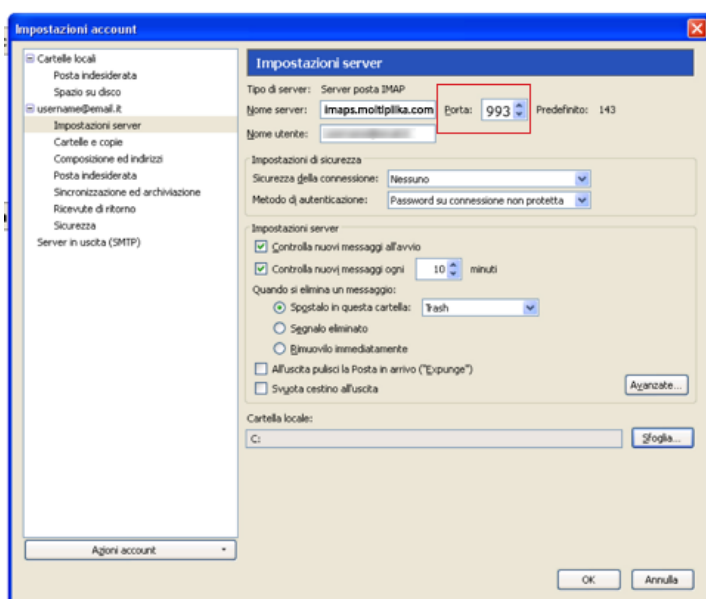 Impostazioni account
Cartelle locali
Posta indesiderata
Spazio su disco
username@email.it
Impostazioni server
Cartelle e copie
Composizione ed indirizzi
Posta indesiderata
Sincronizzazione ed archiviazione
Ricevute di ritorno
Sicurezza
Server in uscita (SMTP)
Azioni account
Impostazioni server
Tipo di server: Server posta IMAP
Nome server: imaps.moltiplika.com Porta: 993 Predefinito: 143
Nome utente:
Impostazioni di sicurezza
Sicurezza della connessione: Nessuno
Metodo di autenticazione: Password su connessione non protetta
Impostazioni server
Controlla nuovi messaggi all'avvio
Controlla nuovi messaggi ogni 10 minuti
Quando si elimina un messaggio:
Spostalo in questa cartella: Trash
Segnalo eliminato
Rimuovilo immediatamente
All'uscita pulisci la Posta in arrivo ("Expunge")
Svuota cestino all'uscita
Avanzate...
Cartella locale:
C: Sfoglia...
OK Annulla